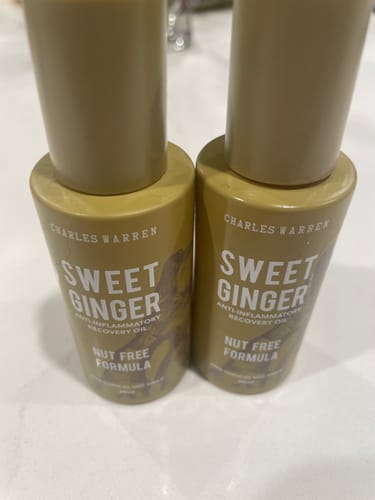 CHARLES WARREN
SWEET
GINGER
ANTI-INFLAMMATORY
RECOVERY OIL
NUT FREE
FORMULA
CHARLES WARREN
SWEET
GINGER
ANTI-INFLAMMATORY
RECOVERY OIL
NUT FREE
FORMULA